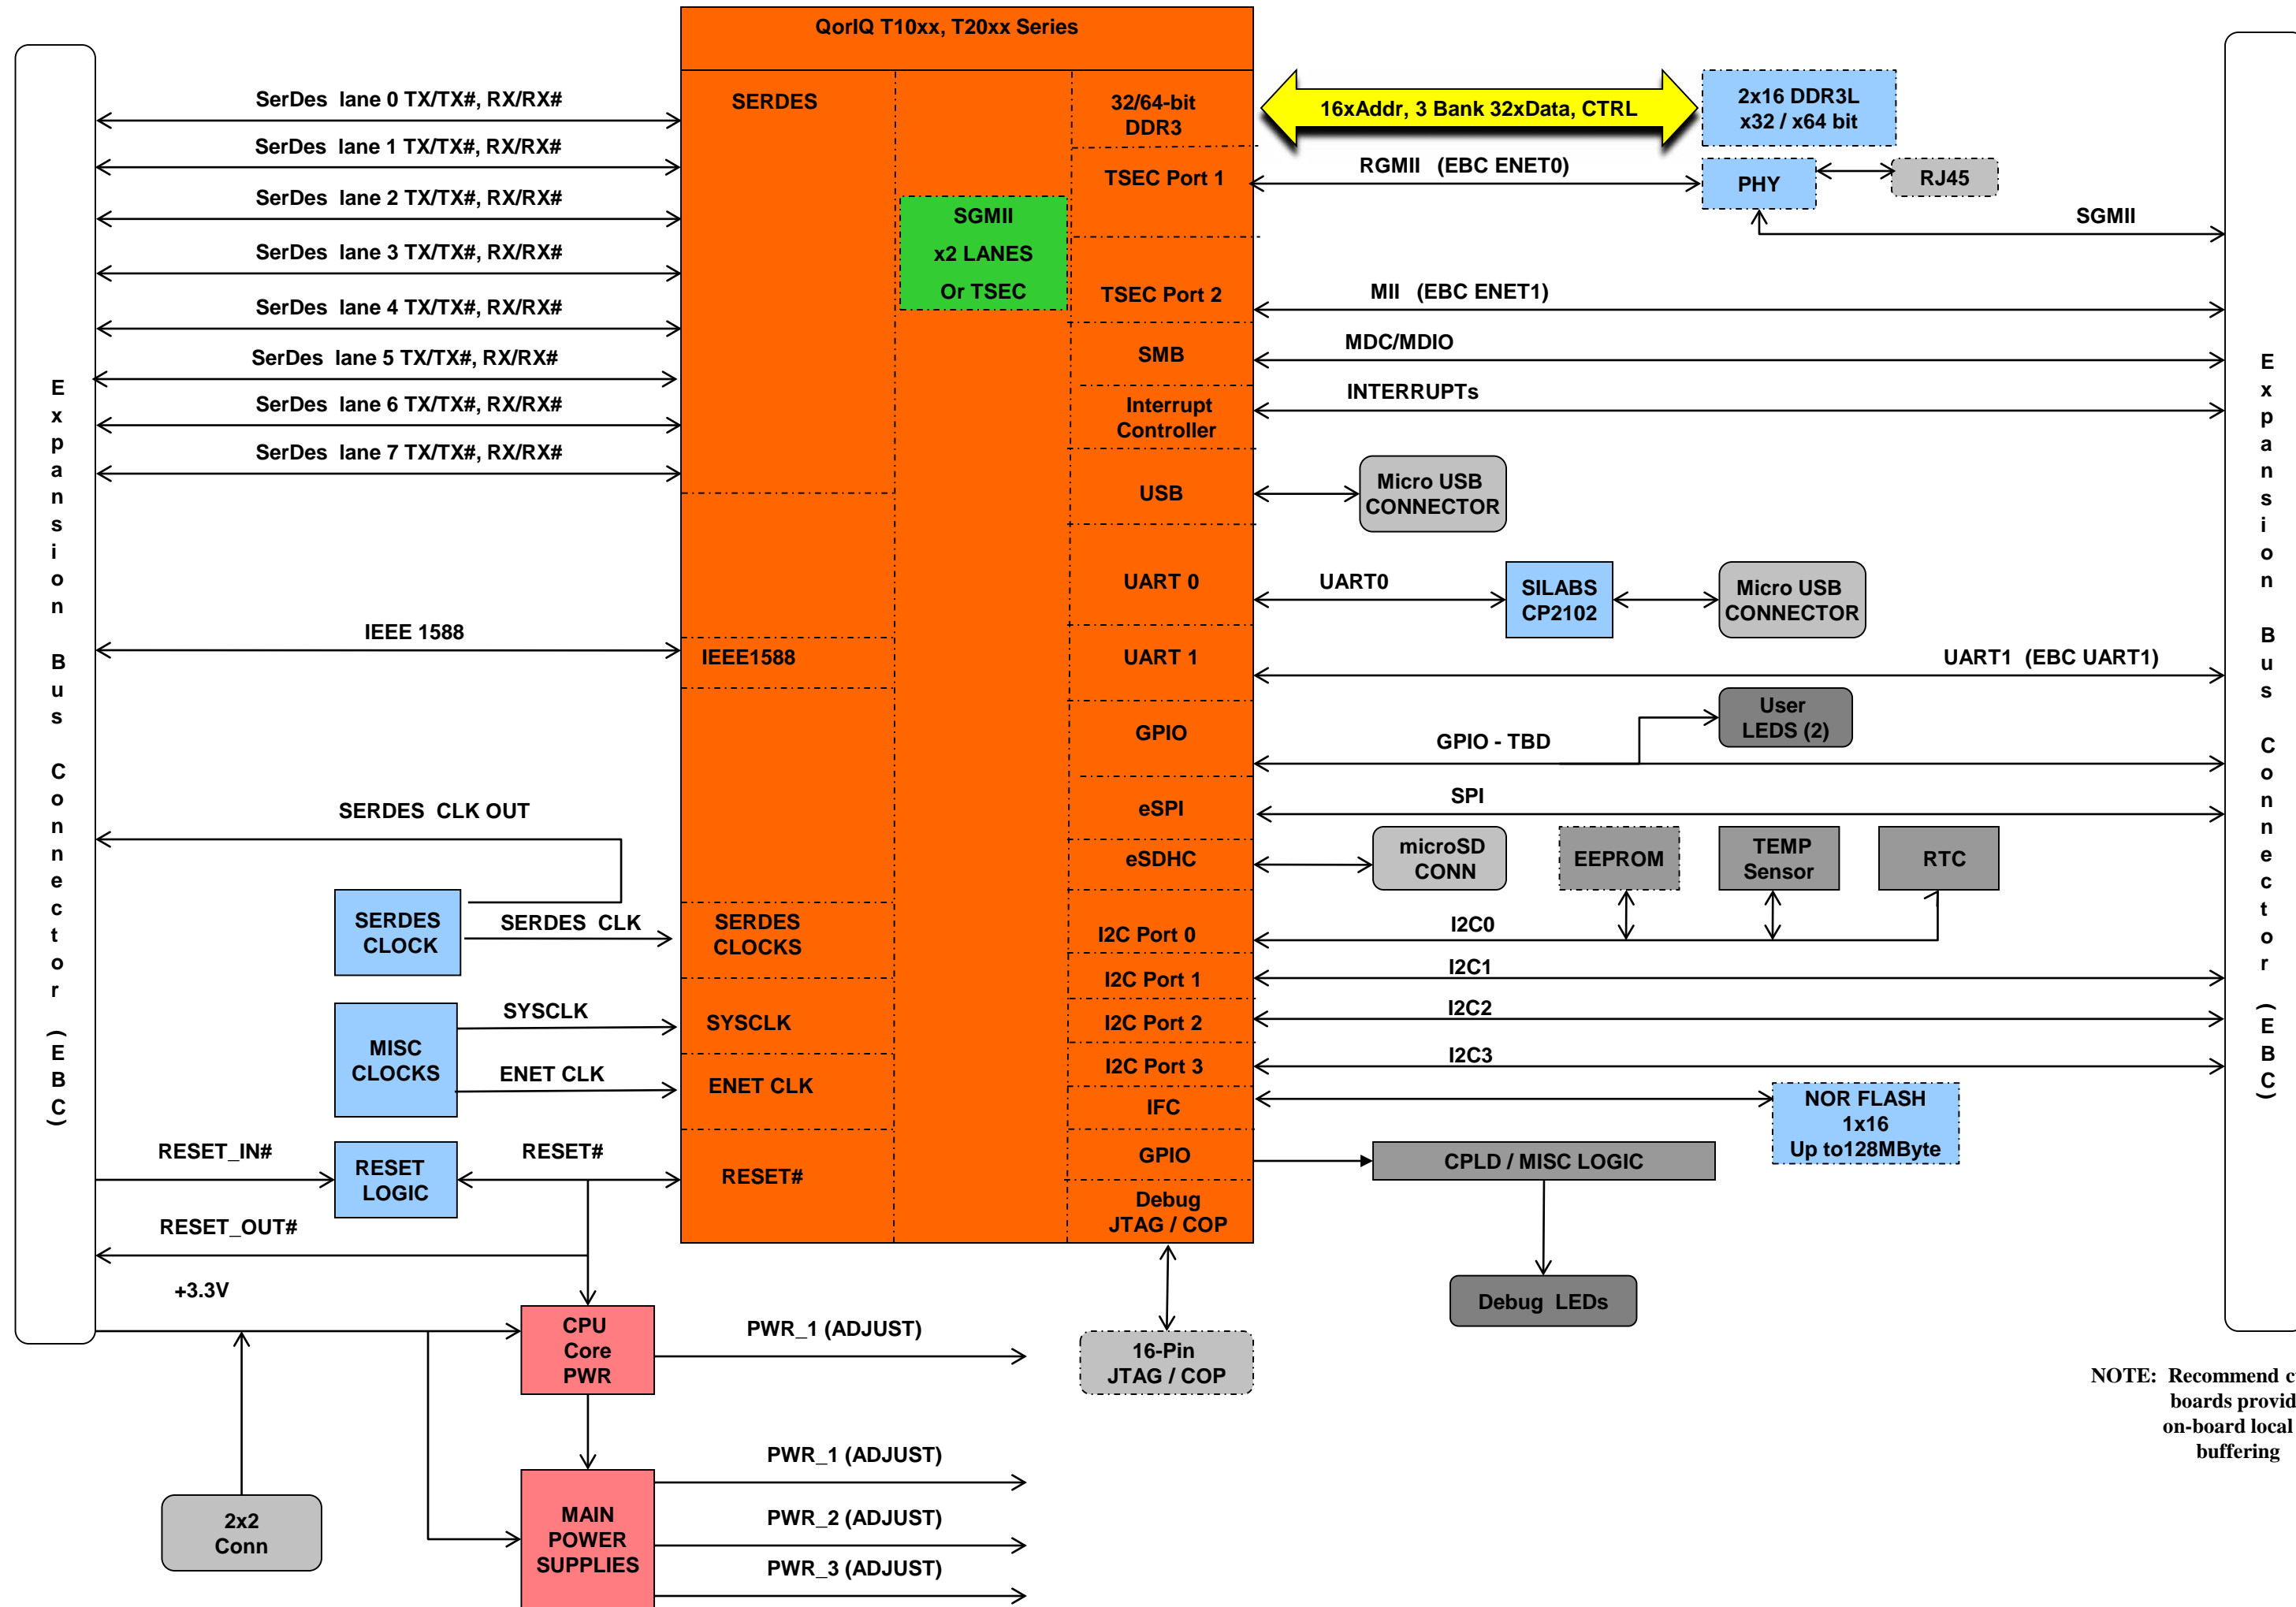 QorIQ T10xx, T20xx Series
Expansion Bus Connector (EBC)
SerDes lane 0 TX/TX#, RX/RX#
SerDes lane 1 TX/TX#, RX/RX#
SerDes lane 2 TX/TX#, RX/RX#
SerDes lane 3 TX/TX#, RX/RX#
SerDes lane 4 TX/TX#, RX/RX#
SerDes lane 5 TX/TX#, RX/RX#
SerDes lane 6 TX/TX#, RX/RX#
SerDes lane 7 TX/TX#, RX/RX#
IEEE 1588
SERDES CLK OUT
SERDES
CLOCK
SERDES CLK
MISC
CLOCKS
SYSCLK
ENET CLK
RESET_IN#
RESET
LOGIC
RESET#
RESET_OUT#
+3.3V
CPU
Core
PWR
PWR_1 (ADJUST)
2x2
Conn
MAIN
POWER
SUPPLIES
PWR_1 (ADJUST)
PWR_2 (ADJUST)
PWR_3 (ADJUST)
SERDES
IEEE1588
SERDES
CLOCKS
SYSCLK
ENET CLK
RESET#
SGMII
x2 LANES
Or TSEC
32/64-bit
DDR3
TSEC Port 1
TSEC Port 2
SMB
Interrupt
Controller
USB
UART 0
UART 1
GPIO
eSPI
eSDHC
I2C Port 0
I2C Port 1
I2C Port 2
I2C Port 3
IFC
GPIO
Debug
JTAG / COP
16-Pin
JTAG / COP
16xAddr, 3 Bank 32xData, CTRL
2x16 DDR3L
x32 / x64 bit
RGMII (EBC ENET0)
PHY
RJ45
SGMII
MII (EBC ENET1)
MDC/MDIO
INTERRUPTs
Micro USB
CONNECTOR
UART0
SILABS
CP2102
Micro USB
CONNECTOR
UART1 (EBC UART1)
User
LEDS (2)
GPIO - TBD
SPI
microSD
CONN
EEPROM
TEMP
Sensor
RTC
I2C0
I2C1
I2C2
I2C3
NOR FLASH
1x16
Up to128MByte
CPLD / MISC LOGIC
Debug LEDs
Expansion Bus Connector (EBC)
NOTE: Recommend
boards
on-board local
buffering